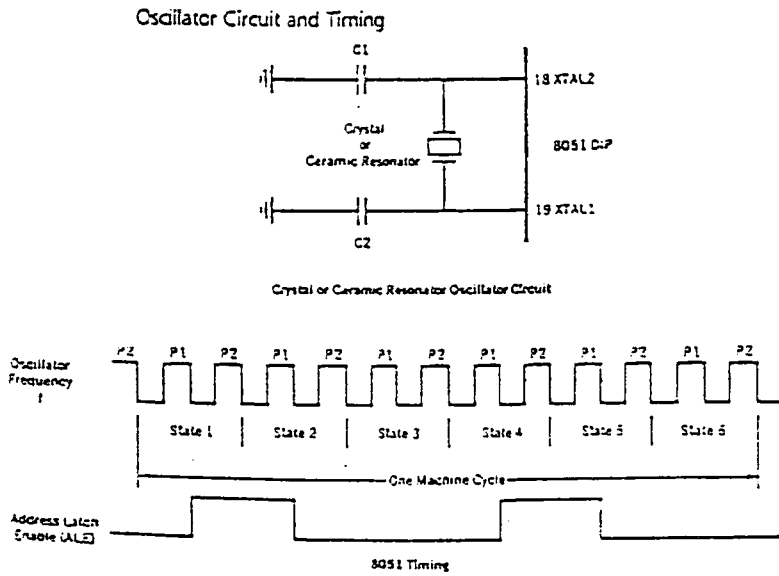 Oscillator Circuit and Timing
C1
18 XTAL2
Crystal
or
Ceramic Resonator
8051 DIP
19 XTAL1
C2
Crystal or Ceramic Resonator Oscillator Circuit
P2 P1 P2 P1 P2 P1 P2 P1 P2 P1 P2 P1 P2
Oscillator
Frequency
f
State 1 State 2 State 3 State 4 State 5 State 6
One Machine Cycle
Address Latch
Enable (ALE)
8051 Timing